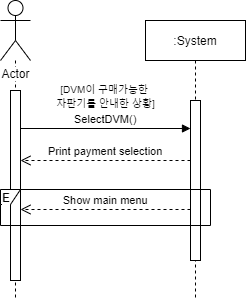 :System
Actor
[DVM이 구매가능한
자판기를 안내한 상황]
SelectDVM()
Print payment selection
E
Show main menu